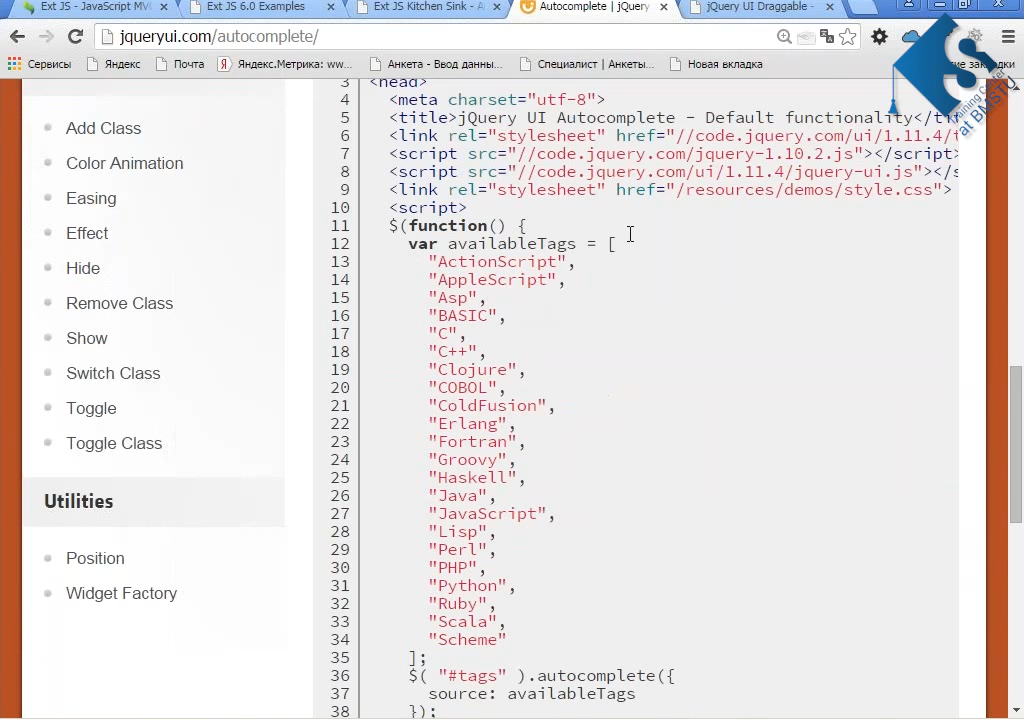 Ext JS - JavaScript MV
Ext JS 6.0 Examples
Ext JS Kitchen Sink - A
Autocomplete | jQuery
jQuery UI Draggable -
jqueryui.com/autocomplete/
Сервисы
Яндекс
Почта
Яндекс.Метрика: ww...
Анкета - Ввод данны...
Специалист | Анкеты...
Новая вкладка
Training Center
at BMSTU
Add Class
Color Animation
Easing
Effect
Hide
Remove Class
Show
Switch Class
Toggle
Toggle Class
Utilities
Position
Widget Factory
3 <head>
4 <meta charset="utf-8">
5 <title>jQuery UI Autocomplete - Default functionality</tit
6 <link rel="stylesheet" href="//code.jquery.com/ui/1.11.4/t
7 <script src="//code.jquery.com/jquery-1.10.2.js"></script>
8 <script src="//code.jquery.com/ui/1.11.4/jquery-ui.js"></s
9 <link rel="stylesheet" href="/resources/demos/style.css">
10 <script>
11 $(function() {
12 var availableTags = [
13 "ActionScript",
14 "AppleScript",
15 "Asp",
16 "BASIC",
17 "C",
18 "C++",
19 "Clojure",
20 "COBOL",
21 "ColdFusion",
22 "Erlang",
23 "Fortran",
24 "Groovy",
25 "Haskell",
26 "Java",
27 "JavaScript",
28 "Lisp",
29 "Perl",
30 "PHP",
31 "Python",
32 "Ruby",
33 "Scala",
34 "Scheme"
35 ];
36 $( "#tags" ).autocomplete({
37 source: availableTags
38 });